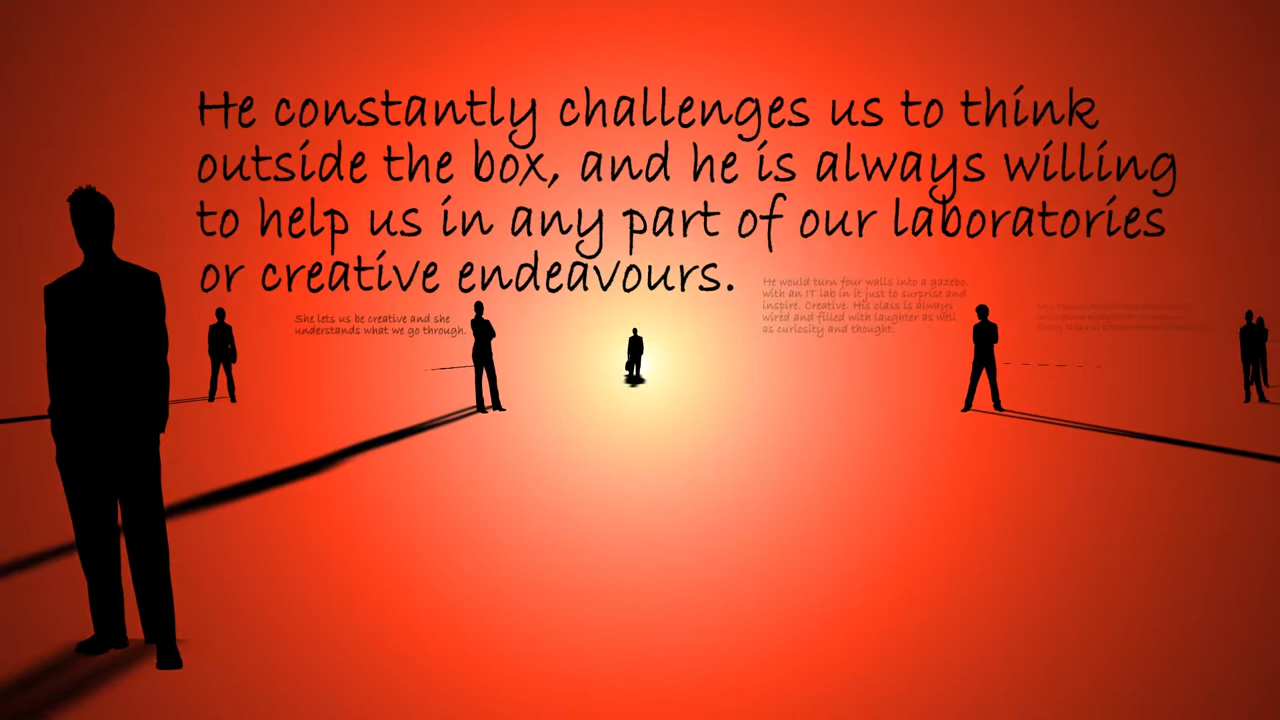 He constantly challenges us to think
outside the box, and he is always willing
to help us in any part of our laboratories
or creative endeavours.
She lets us be creative and she
understands what we go through.
He would turn four walls into a gazebo,
with an IT lab in it just to surprise and
inspire. Creative. His class is always
wired and filled with laughter as well
as curiosity and thought.